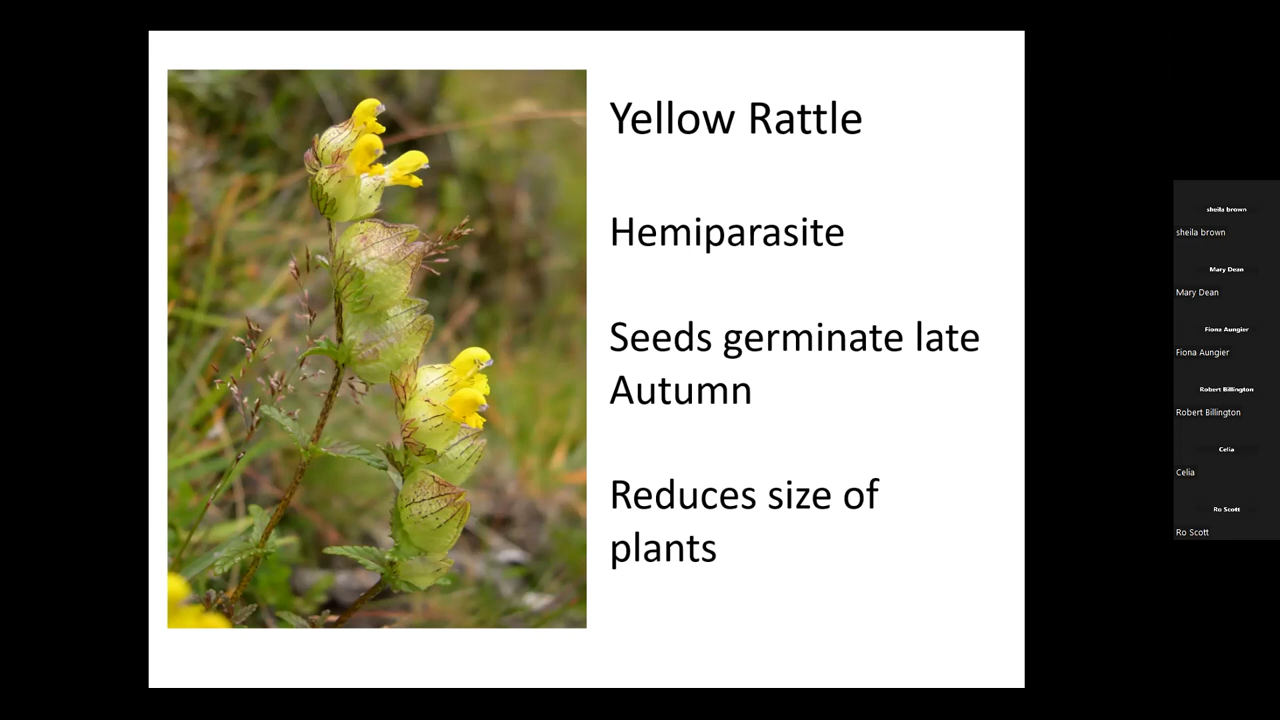 Yellow Rattle
Hemiparasite
Seeds germinate late
Autumn
Reduces size of
plants
sheila brown
sheila brown
Mary Dean
Mary Dean
Fiona Aungier
Fiona Aungier
Robert Billington
Robert Billington
Celia
Celia
Ro Scott
Ro Scott